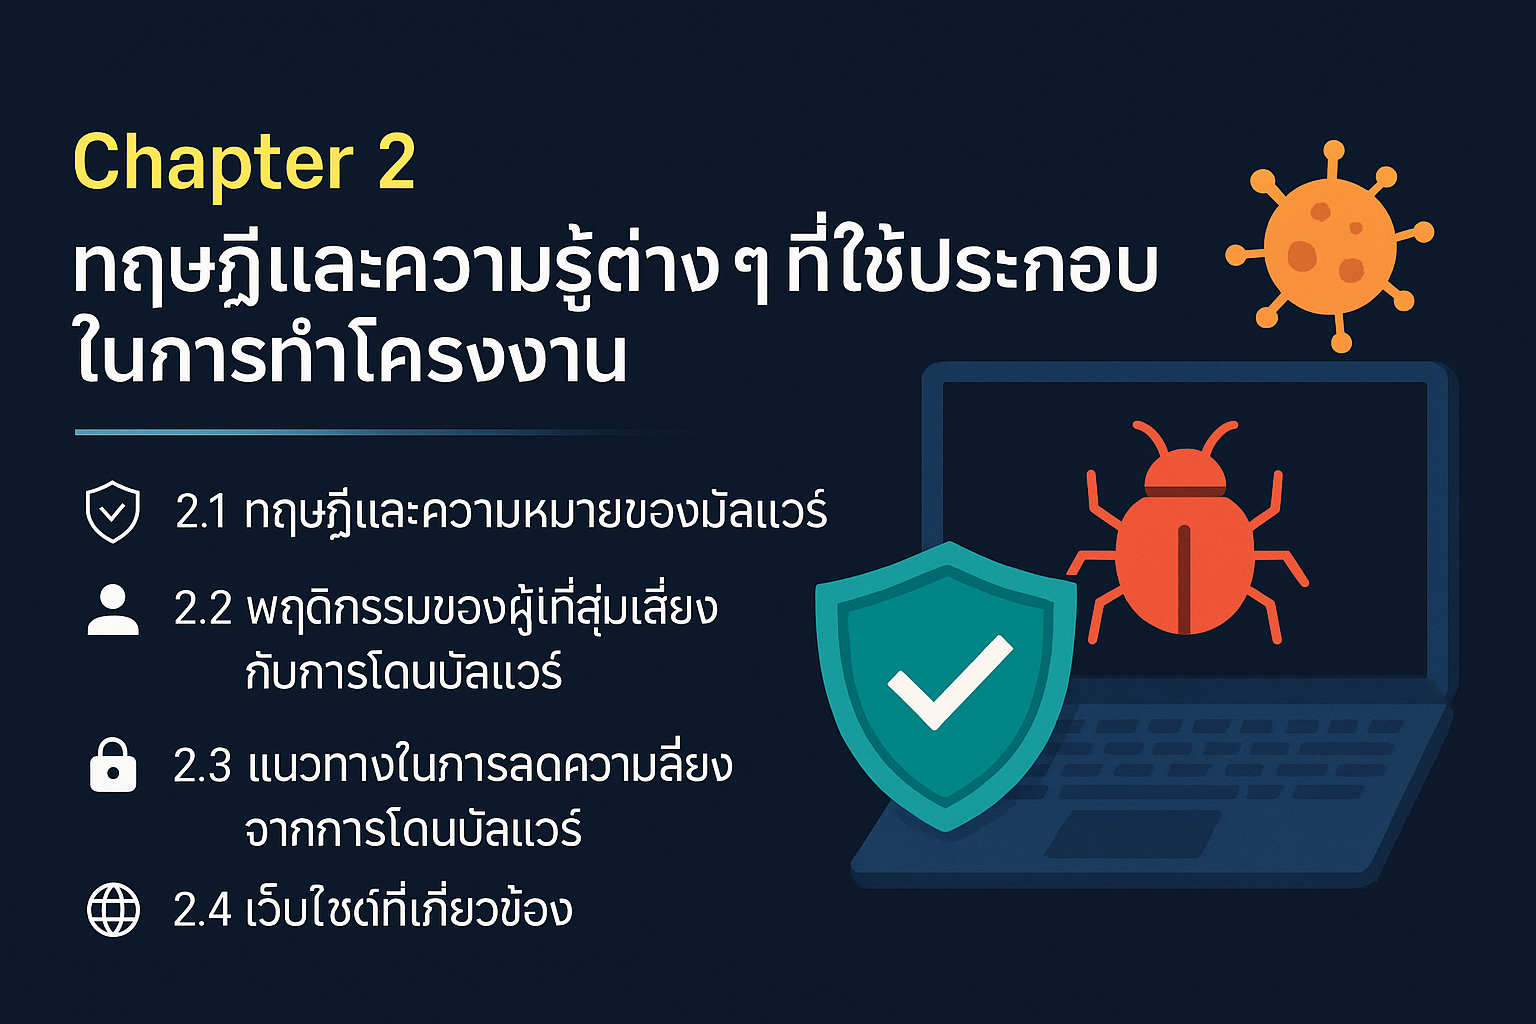 Chapter 2
ทฤษฎีและความรู้ต่าง ๆ ที่ใช้ประกอบ
ในการทำโครงงาน
2.1 ทฤษฎีและความหมายของมัลแวร์
2.2 พฤติกรรมของผู้ที่สุ่มเสี่ยง
กับการโดนบัลแวร์
2.3 แนวทางในการลดความลี่ยง
จากการโดนบัลแวร์
2.4 เว็บไซต์ที่เกี่ยวข้อง